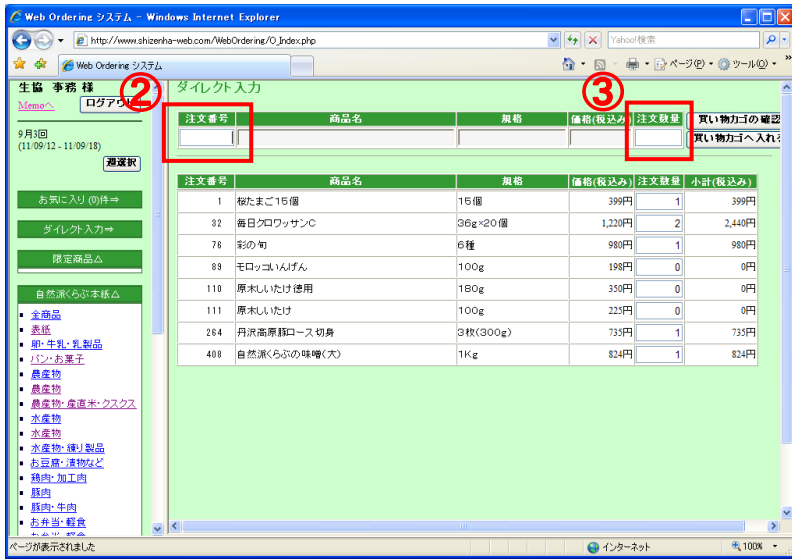 Web Ordering システム - Windows Internet Explorer
http://www.shizenha-web.com/WebOrdering/O_Index.php
Yahoo!検索
Web Ordering システム
ページ(P)
ツール(O)
生協 事務 様
Memoへ
ログアウト
②
9月3回
(11/09/12 - 11/09/18)
週選択
お気に入り (0)件⇒
ダイレクト入力⇒
限定商品△
自然派くらぶ本紙△
全商品
表紙
卵・牛乳・乳製品
パン・お菓子
農産物
農産物
農産物・産直米・クスクス
水産物
水産物
水産物・練り製品
お豆腐・漬物など
鶏肉・加工肉
豚肉
豚肉・牛肉
お弁当・軽食
ダイレクト入力
③
注文番号 商品名 規格 価格(税込み) 注文数量 買い物カゴの確認
買い物カゴへ入れ
注文番号 商品名 規格 価格(税込み) 注文数量 小計(税込み)
1 桜たまご15個 15個 399円 1 399円
32 毎日クロワッサンC 36g×20個 1,220円 2 2,440円
76 彩の旬 6種 980円 1 980円
89 モロッコいんげん 100g 198円 0 0円
110 原木しいたけ徳用 180g 350円 0 0円
111 原木しいたけ 100g 225円 0 0円
264 丹沢高原豚ロース切身 3枚(300g) 735円 1 735円
408 自然派くらぶの味噌(大) 1Kg 824円 1 824円
ページが表示されました
インターネット
100%